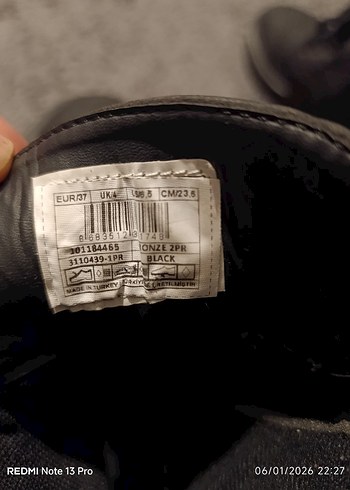 EUR/37 UK/4 US/6,5 CM/23,6
101184465 ONZE 2PR
3110439-1PR BLACK
MADE IN TURKEY
REDMI Note 13 Pro 06/01/2026 22:27